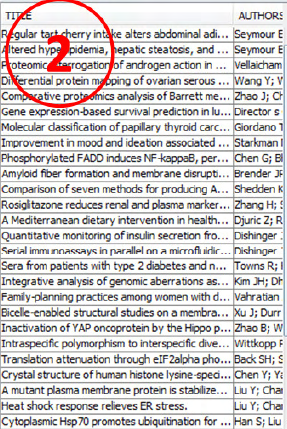 TITLE AUTHORS
2
Regular tart cherry intake alters abdominal adi... Seymour E
Altered hyperlipidemia, hepatic steatosis, and ... Seymour E
Proteomic interrogation of androgen action in ... Vellaicham
Differential protein mapping of ovarian serous ... Wang Y; W
Comparative proteomics analysis of Barrett me... Zhao J; Ch
Gene expression-based survival prediction in lu... Director s
Molecular classification of papillary thyroid carc... Giordano T
Improvement in mood and ideation associated ... Starkman M
Phosphorylated FADD induces NF-kappaB, per... Chen G; Bl
Amyloid fiber formation and membrane disrupti... Brender JR
Comparison of seven methods for producing A... Shedden K
Rosiglitazone reduces renal and plasma marker... Zhang H; S
A Mediterranean dietary intervention in health... Djuric Z; R
Quantitative monitoring of insulin secretion fro... Dishinger
Serial immunoassays in parallel on a microfluidic... Dishinger
Sera from patients with type 2 diabetes and n... Towns R; H
Integrative analysis of genomic aberrations as... Kim JH; Dh
Family-planning practices among women with d... Vahratian
Bicelle-enabled structural studies on a membra... Xu J; Durr
Inactivation of YAP oncoprotein by the Hippo p... Zhao B; W
Intraspecific polymorphism to interspecific dive... Wittkopp P
Translation attenuation through eIF2alpha pho... Back SH; S
Crystal structure of human histone lysine-speci... Chen Y; Ya
A mutant plasma membrane protein is stabilize... Liu Y; Chan
Heat shock response relieves ER stress. Liu Y; Chan
Cytoplasmic Hsp70 promotes ubiquitination for ... Han S; Liu